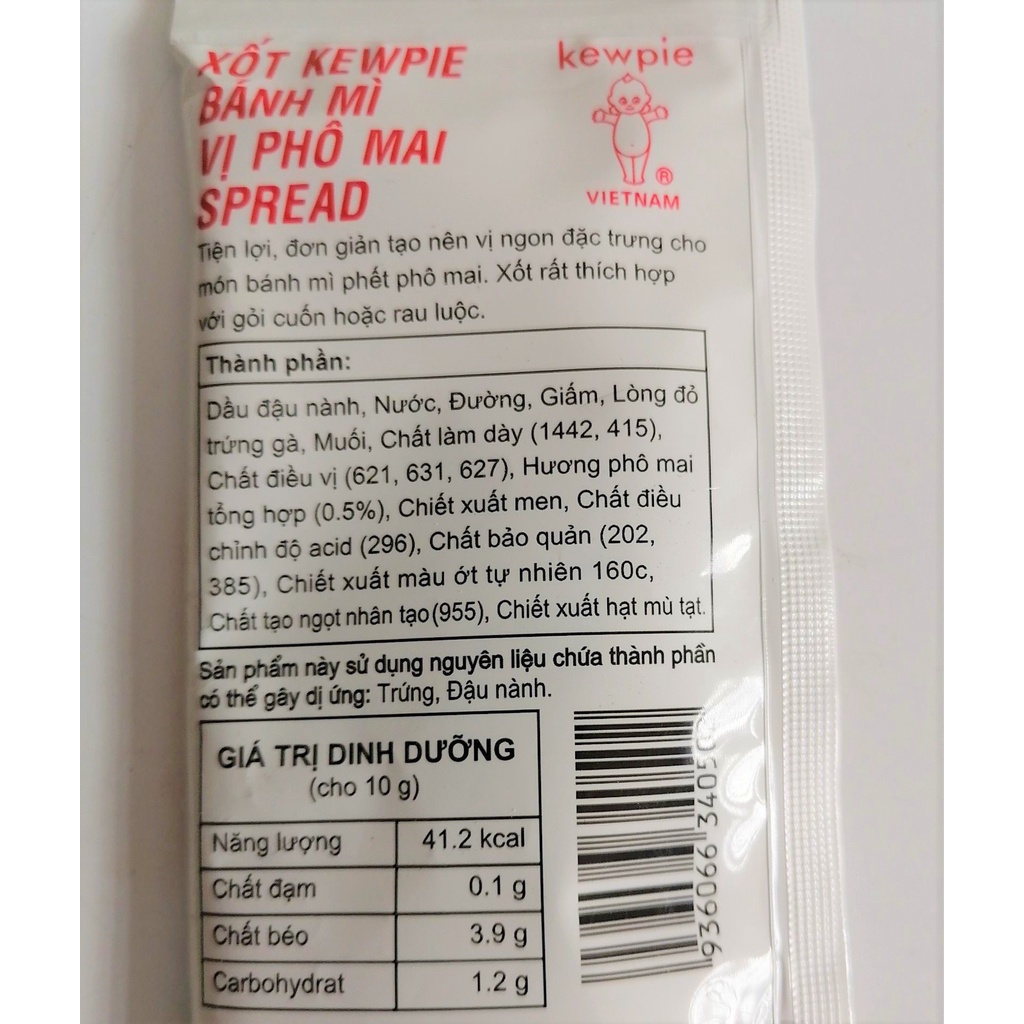 XỐT KEWPIE
BÁNH MÌ
VỊ PHÔ MAI
SPREAD
kewpie
®
VIETNAM
Tiện lợi, đơn giản tạo nên vị ngon đặc trưng cho
món bánh mì phết phô mai. Xốt rất thích hợp
với gỏi cuốn hoặc rau luộc.
Thành phần:
Dầu đậu nành, Nước, Đường, Giấm, Lòng đỏ
trứng gà, Muối, Chất làm dày (1442, 415),
Chất điều vị (621, 631, 627), Hương phô mai
tổng hợp (0.5%), Chiết xuất men, Chất điều
chỉnh độ acid (296), Chất bảo quản (202,
385), Chiết xuất màu ớt tự nhiên 160c,
Chất tạo ngọt nhân tạo(955), Chiết xuất hạt mù tạt.
Sản phẩm này sử dụng nguyên liệu chứa thành phần
có thể gây dị ứng: Trứng, Đậu nành.
GIÁ TRỊ DINH DƯỠNG
(cho 10 g)
Năng lượng 41.2 kcal
Chất đạm 0.1 g
Chất béo 3.9 g
Carbohydrat 1.2 g